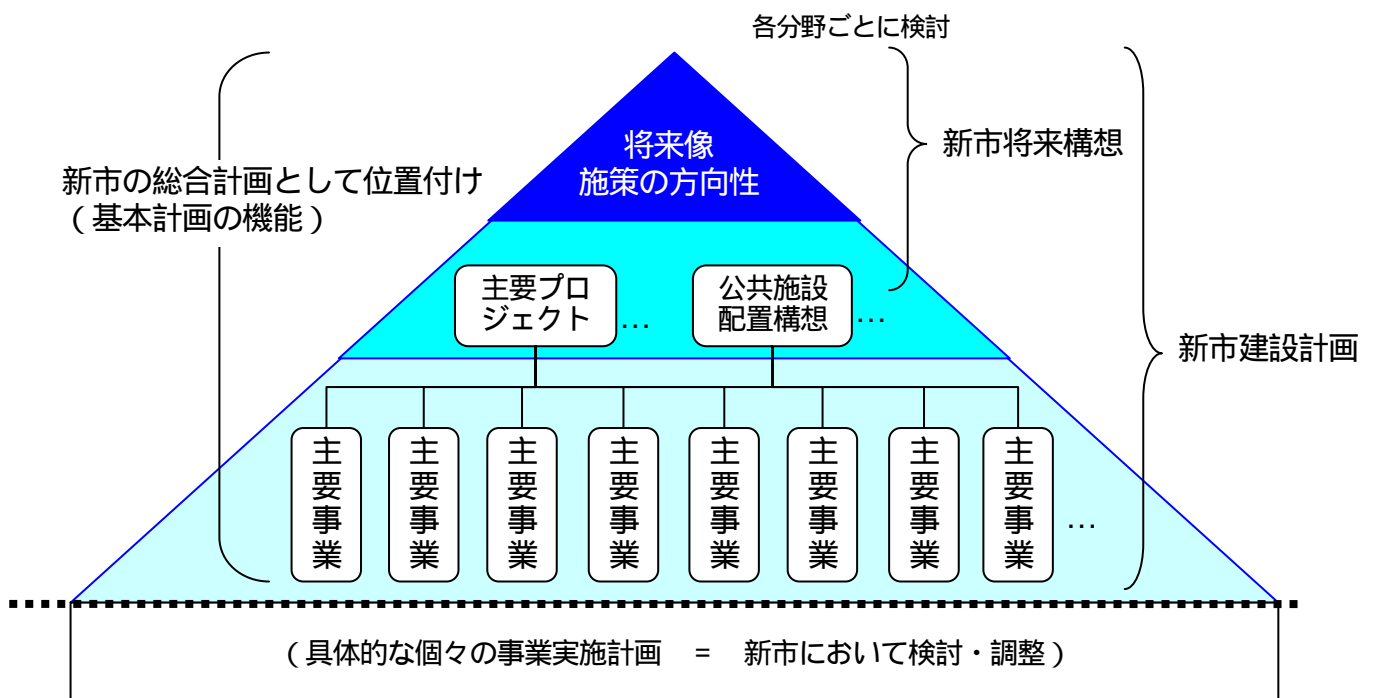 各分野ごとに検討
将来像
施策の方向性
新市将来構想
新市の総合計画として位置付け
（基本計画の機能）
主要プロ
ジェクト
…
公共施設
配置構想
…
新市建設計画
主要事業
主要事業
主要事業
主要事業
主要事業
主要事業
主要事業
主要事業
…
（具体的な個々の事業実施計画　=　新市において検討・調整）